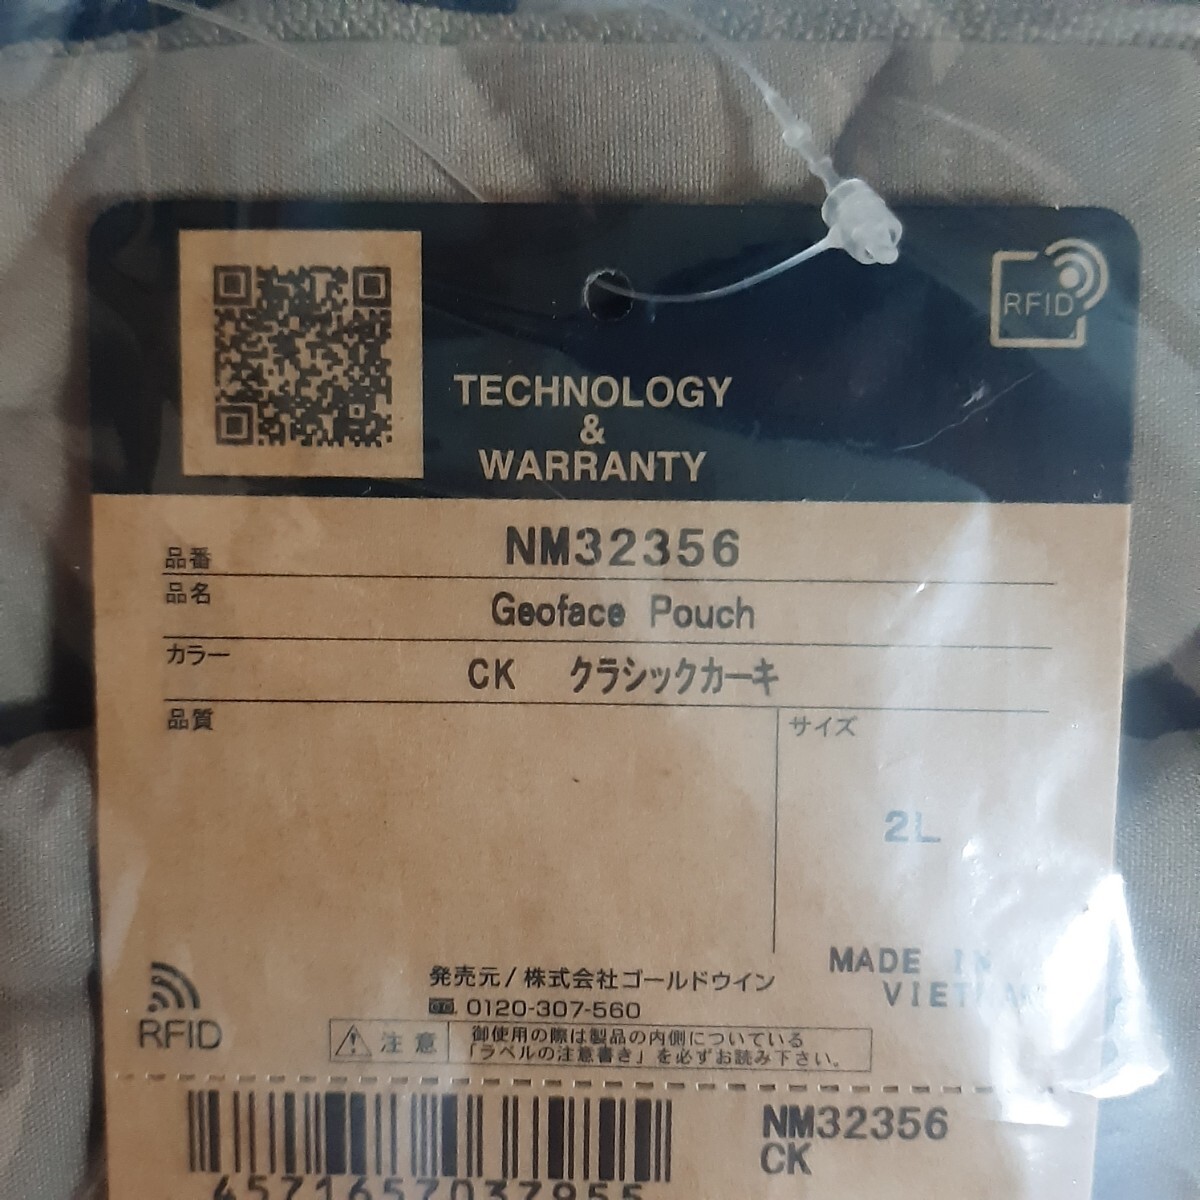 RFID
TECHNOLOGY
&
WARRANTY
品番 NM32356
品名 Geoface Pouch
カラー CK クラシックカーキ
品質
サイズ
2L
MADE IN
VIETNAM
発売元/株式会社ゴールドウイン
0120-307-560
RFID
注意
御使用の際は製品の内側についている
「ラベルの注意書き」を必ずお読み下さい。
NM32356
CK
4571657037955